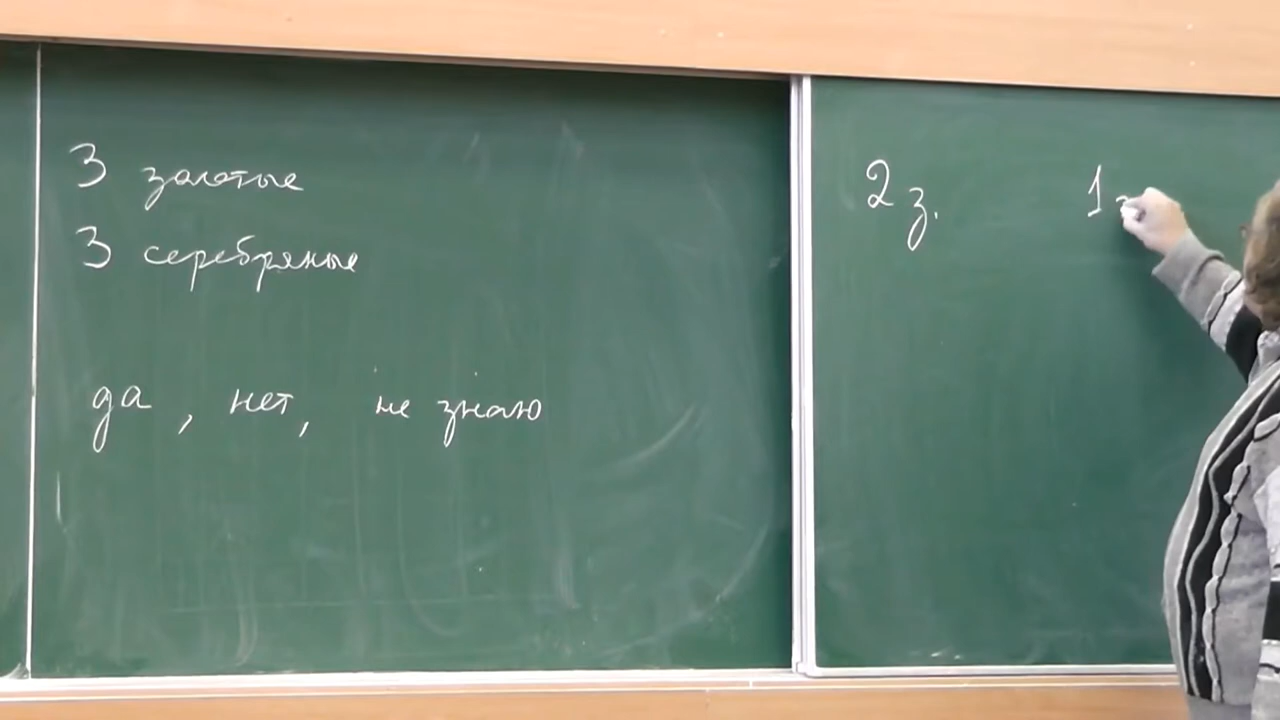 3 золотые
3 серебряные
да, нет, не знаю
2 з.
1